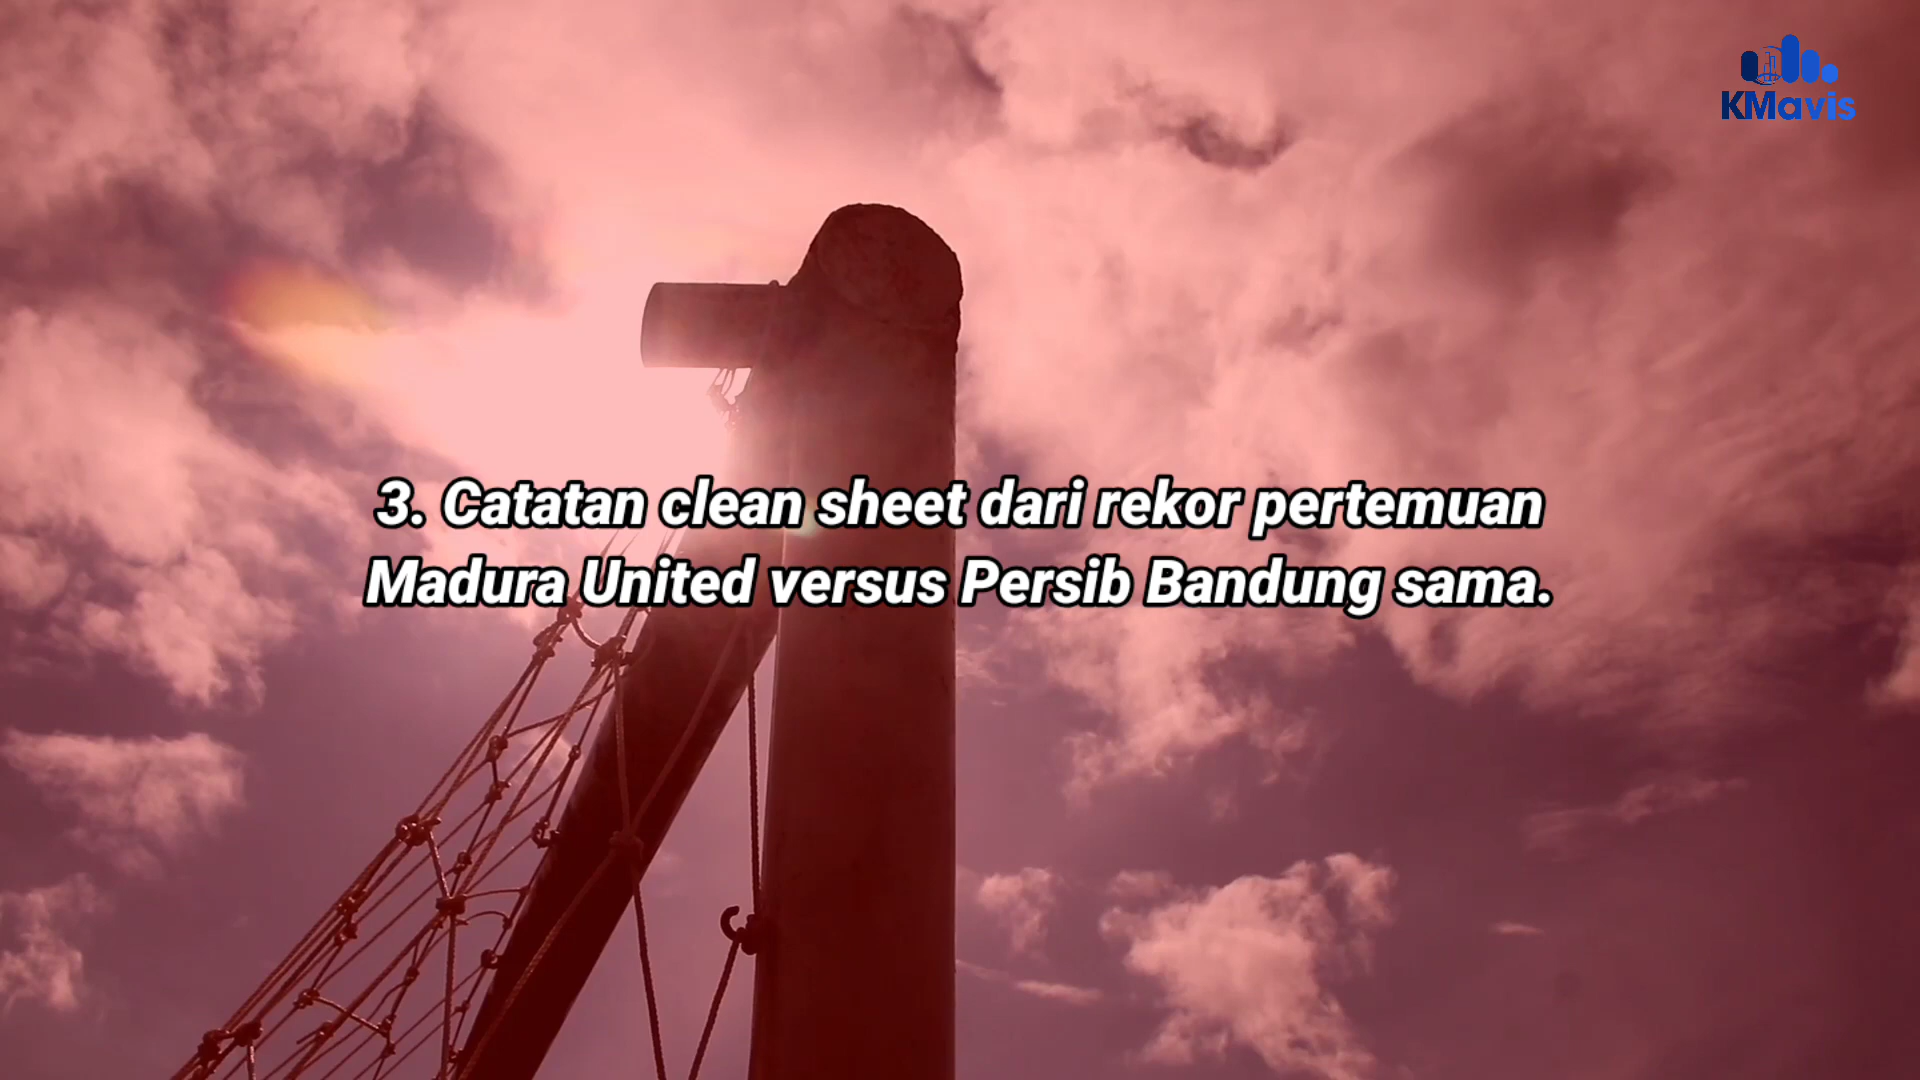 KMavis
3. Catatan clean sheet dari rekor pertemuan
Madura United versus Persib Bandung sama.